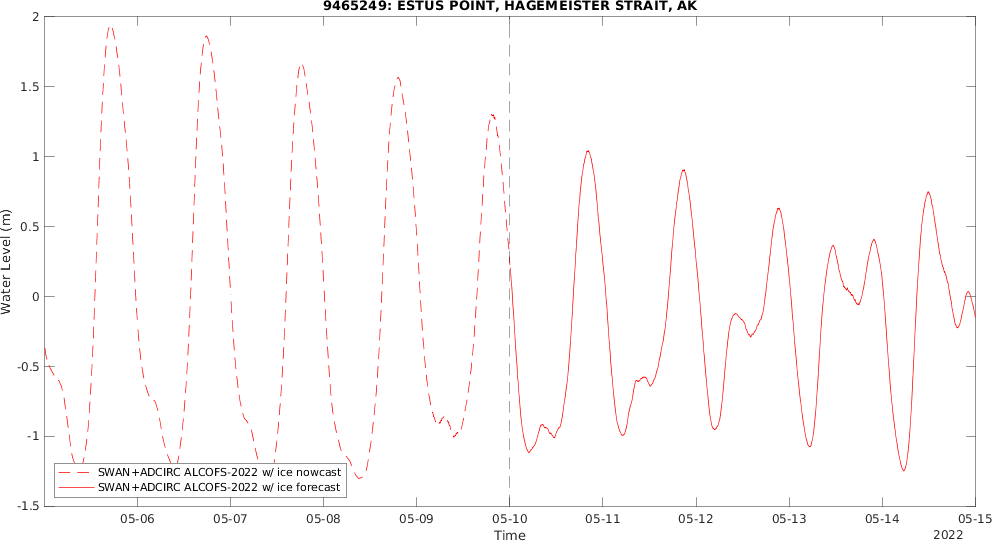 9465249: ESTUS POINT, HAGEMEISTER STRAIT, AK
2
1.5
1
0.5
0
-0.5
-1
-1.5
Water Level (m)
SWAN+ADCIRC ALCOFS-2022 w/ ice nowcast
SWAN+ADCIRC ALCOFS-2022 w/ ice forecast
05-06 05-07 05-08 05-09 05-10 05-11 05-12 05-13 05-14 05-15
Time
2022